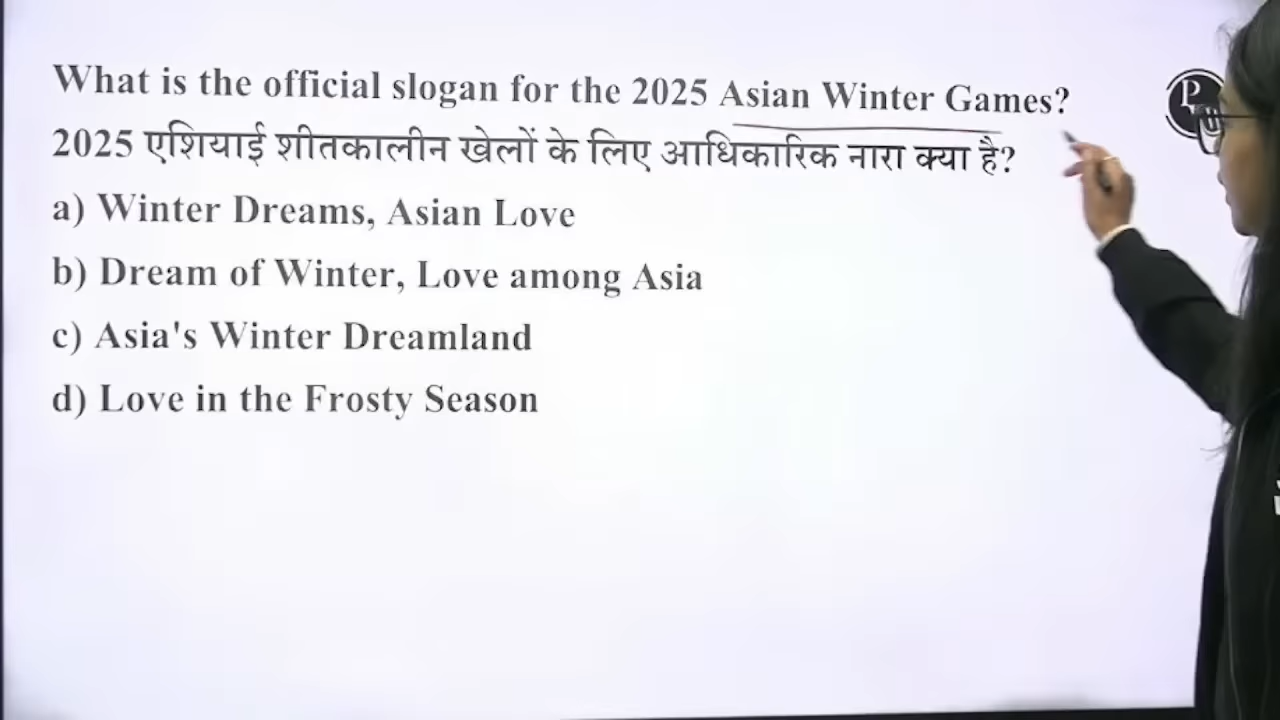 What is the official slogan for the 2025 Asian Winter Games?
2025 एशियाई शीतकालीन खेलों के लिए आधिकारिक नारा क्या है?
a) Winter Dreams, Asian Love
b) Dream of Winter, Love among Asia
c) Asia's Winter Dreamland
d) Love in the Frosty Season